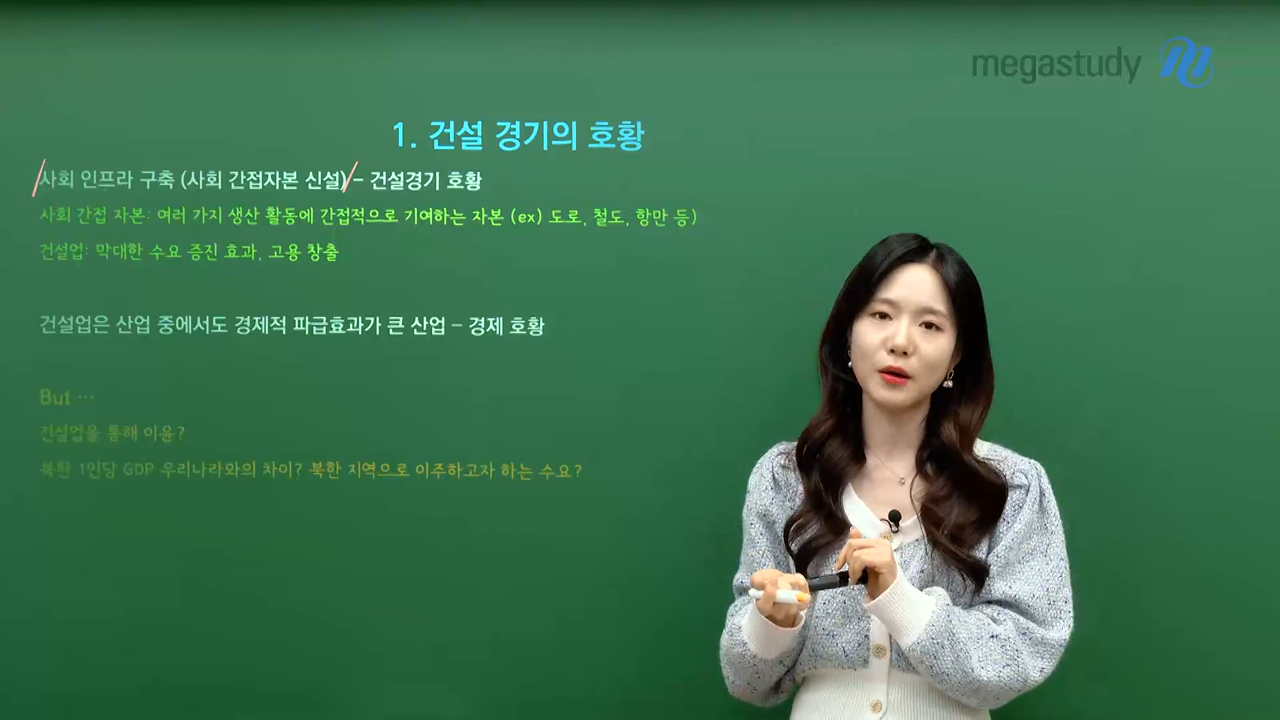 megastudy
1. 건설 경기의 호황
사회 인프라 구축 (사회 간접자본 신설) - 건설경기 호황
사회 간접 자본: 여러 가지 생산 활동에 간접적으로 기여하는 자본 (ex) 도로, 철도, 항만 등)
건설업: 막대한 수요 증진 효과, 고용 창출
건설업은 산업 중에서도 경제적 파급효과가 큰 산업 - 경제 호황
But …
건설업을 통해 이윤?
북한 1인당 GDP 우리나라와의 차이? 북한 지역으로 이주하고자 하는 수요?